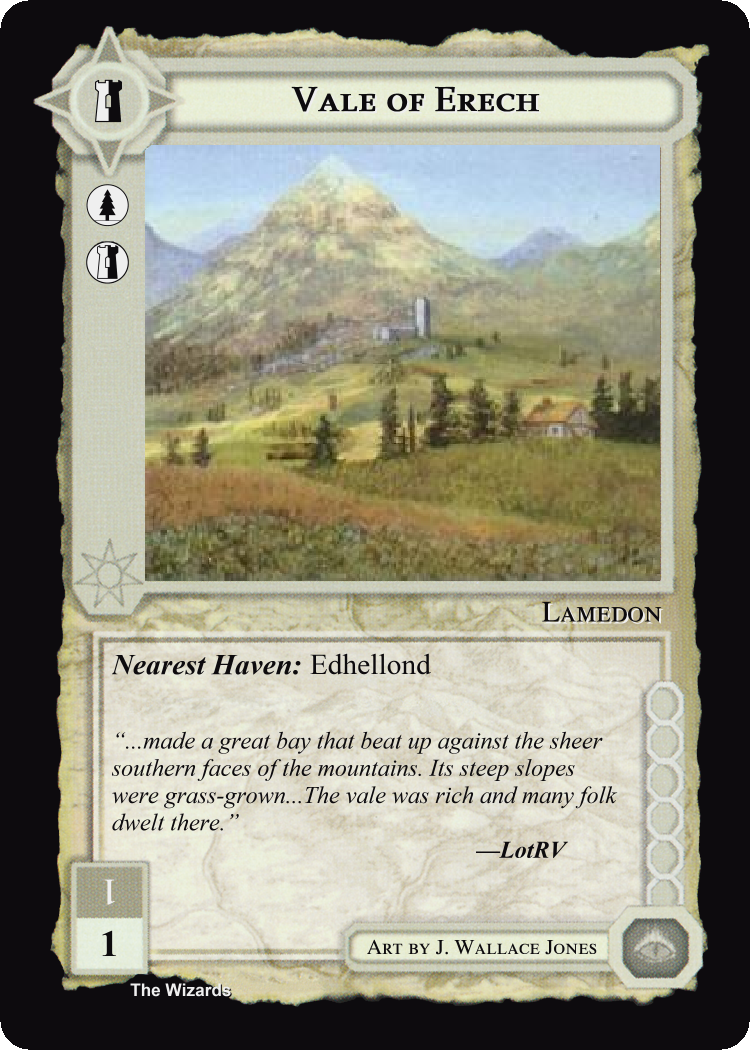 Vale of Erech
Lamedon
Nearest Haven: Edhellond
“...made a great bay that beat up against the sheer
southern faces of the mountains. Its steep slopes
were grass-grown...The vale was rich and many folk
dwelt there.”
—LotRV
1
1
Art by J. Wallace Jones
The Wizards